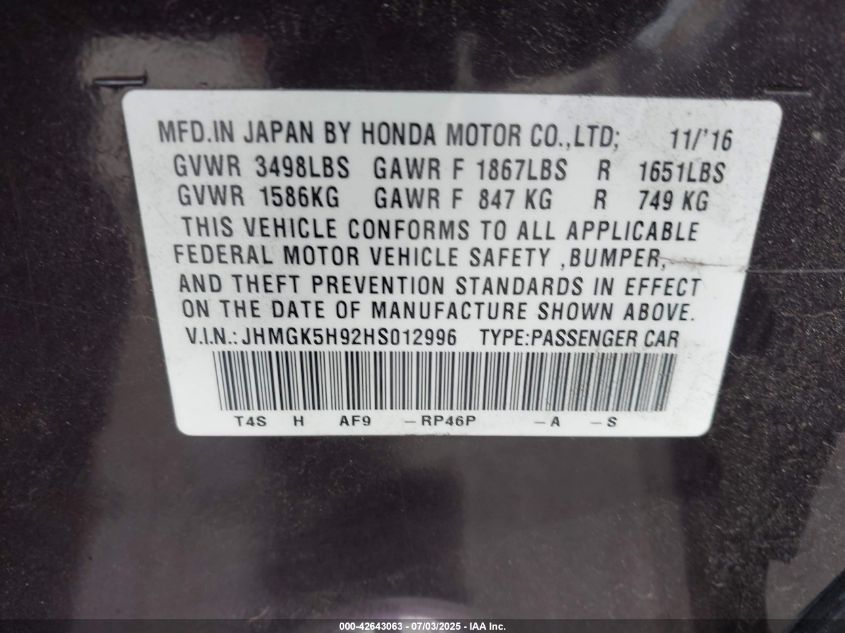 MFD.IN JAPAN BY HONDA MOTOR CO.,LTD; 11/'16
GVWR 3498LBS GAWR F 1867LBS R 1651LBS
GVWR 1586KG GAWR F 847 KG R 749 KG
THIS VEHICLE CONFORMS TO ALL APPLICABLE
FEDERAL MOTOR VEHICLE SAFETY ,BUMPER,
AND THEFT PREVENTION STANDARDS IN EFFECT
ON THE DATE OF MANUFACTURE SHOWN ABOVE.
V.I.N.:JHMGK5H92HS012996 TYPE:PASSENGER CAR
T4S H AF9 -RP46P -A -S
000-42643063 - 07/03/2025 - IAA Inc.